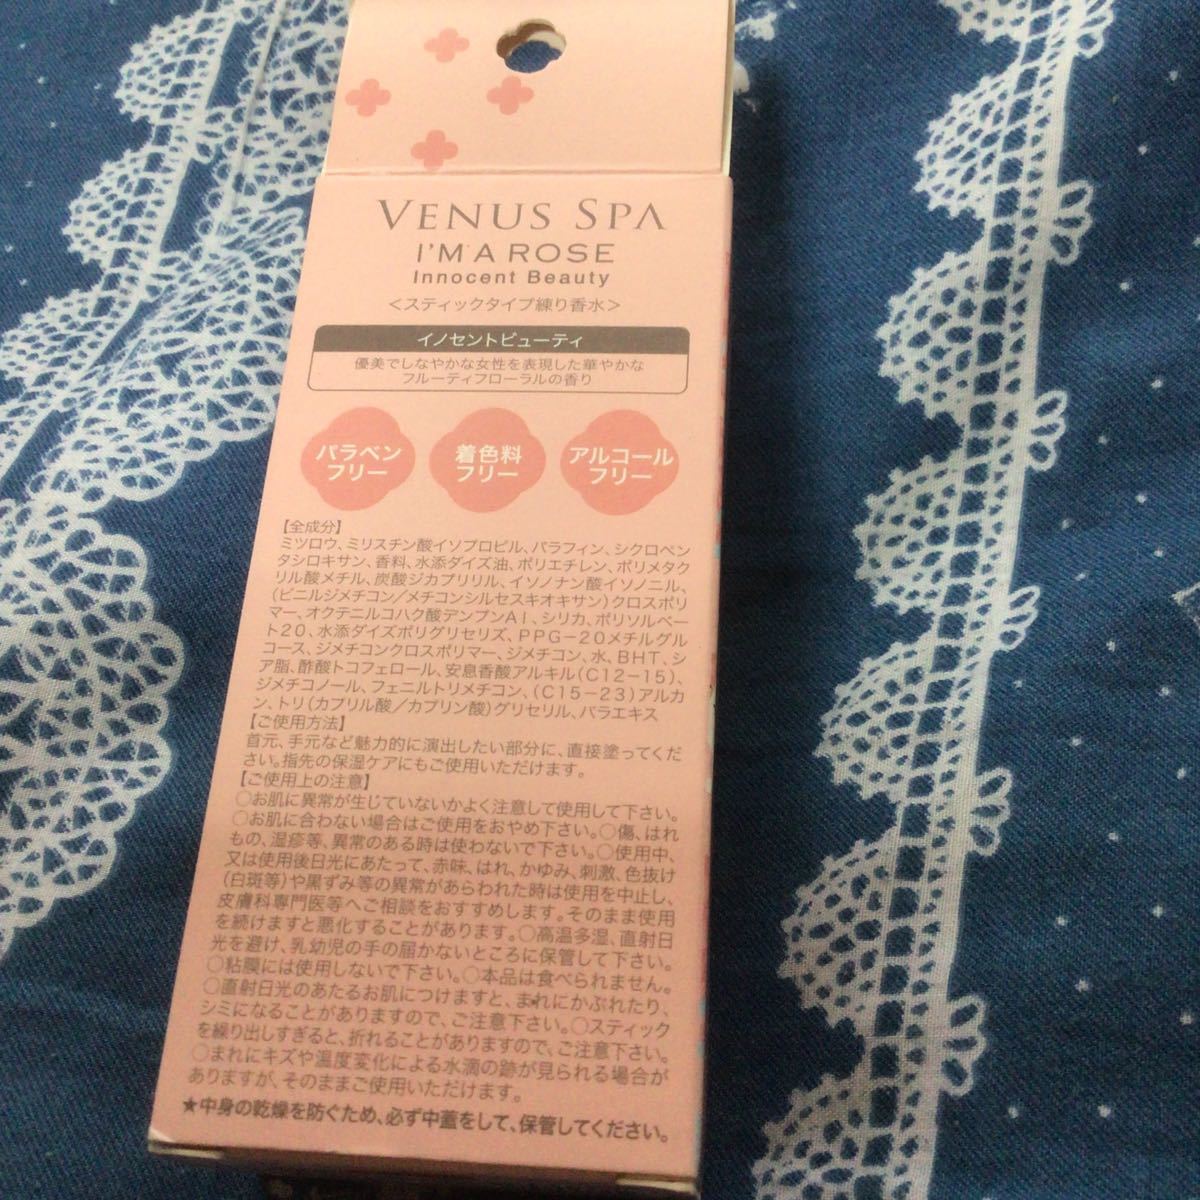 VENUS SPA
I'M A ROSE
Innocent Beauty
＜スティックタイプ練り香水＞
イノセントビューティ
優美でしなやかな女性を表現した華やかな
フルーティフローラルの香り
パラベン
フリー
着色料
フリー
アルコール
フリー
【全成分】
ミツロウ、ミリスチン酸イソプロピル、パラフィン、シクロペン
タシロキサン、香料、水添ダイズ油、ポリエチレン、ポリメタク
リル酸メチル、炭酸ジカプリリル、イソノナン酸イソノニル、
（ビニルジメチコン／メチコンシルセスキオキサン）クロスポリ
マー、オクテニルコハク酸デンプンAl、シリカ、ポリソルベー
ト20、水添ダイズポリグリセリズ、PPG－20メチルグル
コース、ジメチコンクロスポリマー、ジメチコン、水、BHT、シ
ア脂、酢酸トコフェロール、安息香酸アルキル（C12－15）、
ジメチコノール、フェニルトリメチコン、（C15－23）アルカ
ン、トリ（カプリル酸／カプリン酸）グリセリル、バラエキス
【ご使用方法】
首元、手元など魅力的に演出したい部分に、直接塗ってくだ
さい。指先の保湿ケアにもご使用いただけます。
【ご使用上の注意】
○お肌に異常が生じていないかよく注意して使用して下さい。
○お肌に合わない場合はご使用をおやめ下さい。○傷、はれ
もの、湿疹等、異常のある時は使わないで下さい。○使用中、
又は使用後日光にあたって、赤味、はれ、かゆみ、刺激、色抜け
（白斑等）や黒ずみ等の異常があらわれた時は使用を中止し、
皮膚科専門医等へご相談をおすすめします。そのまま使用
を続けますと悪化することがあります。○高温多湿、直射日
光を避け、乳幼児の手の届かないところに保管して下さい。
○粘膜には使用しないで下さい。○本品は食べられません。
○直射日光のあたるお肌につけますと、まれにかぶれたり、
シミになることがありますので、ご注意下さい。○スティック
を繰り出しすぎると、折れることがありますので、ご注意下さい。
○まれにキズや温度変化による水滴の跡が見られる場合が
ありますが、そのままご使用いただけます。
★中身の乾燥を防ぐため、必ず中蓋をして、保管してください。